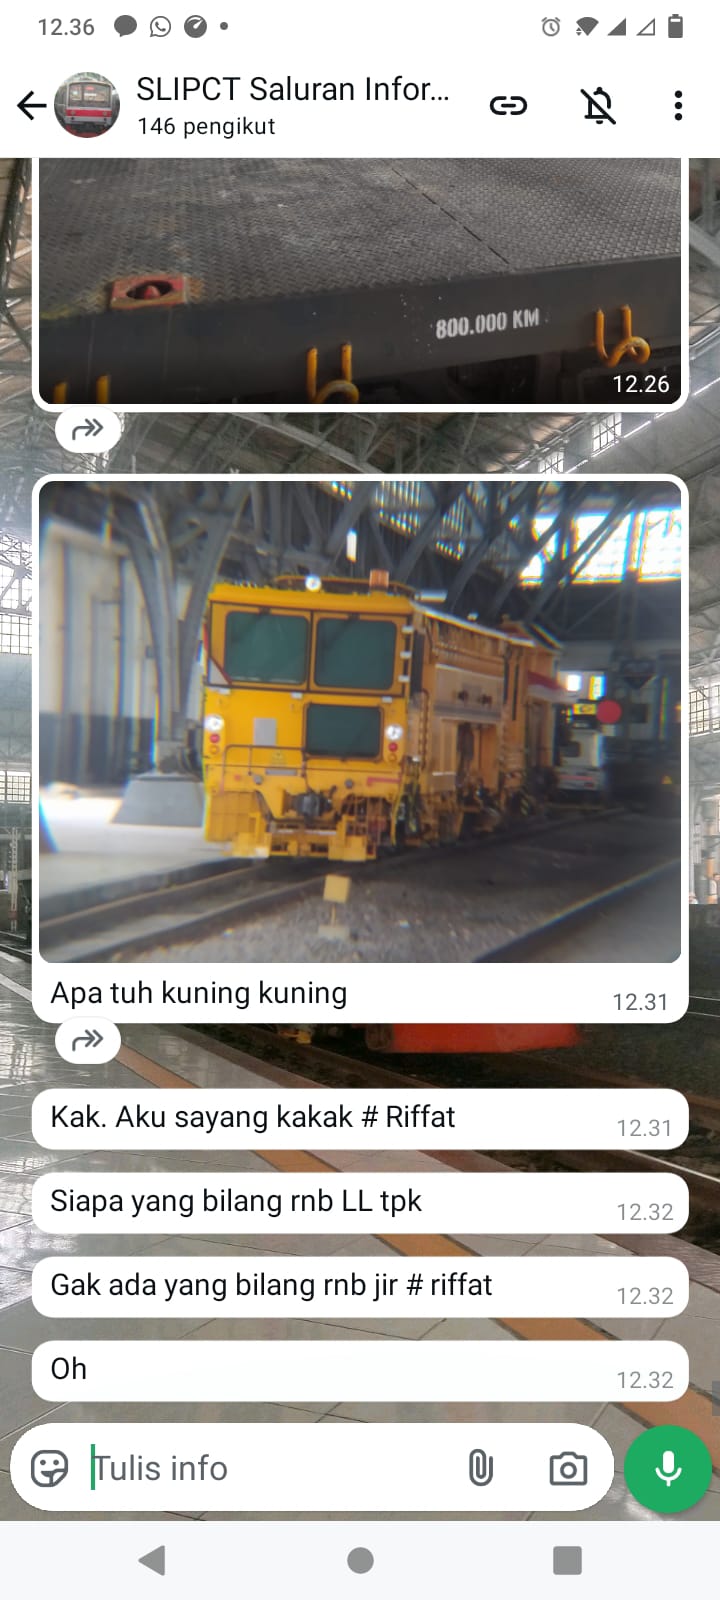 12.36
SLIPCT Saluran Infor...
146 pengikut
800.000 KM
12.26
Apa tuh kuning kuning
12.31
Kak. Aku sayang kakak # Riffat
12.31
Siapa yang bilang rnb LL tpk
12.32
Gak ada yang bilang rnb jir # riffat
12.32
Oh
12.32
Tulis info